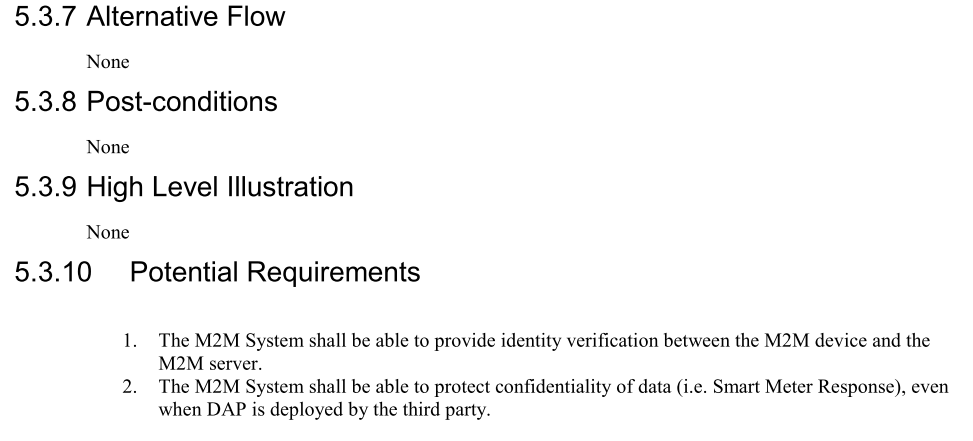 5.3.7 Alternative Flow
None
5.3.8 Post-conditions
None
5.3.9 High Level Illustration
None
5.3.10 Potential Requirements
1. The M2M System shall be able to provide identity verification between the M2M device and the
M2M server.
2. The M2M System shall be able to protect confidentiality of data (i.e. Smart Meter Response), even
when DAP is deployed by the third party.